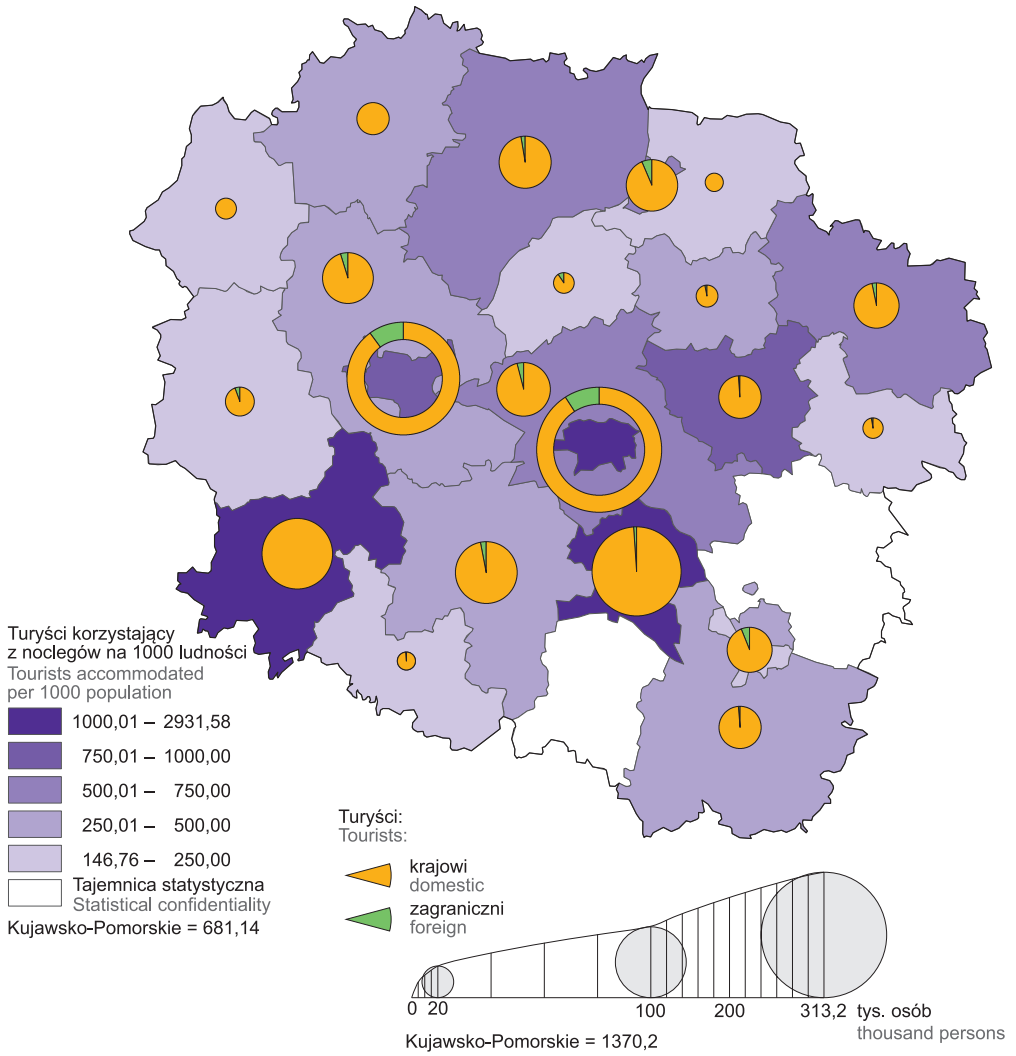 Turyści korzystający
z noclegów na 1000 ludności
Tourists accommodated
per 1000 population
1000,01 – 2931,58
750,01 – 1000,00
500,01 – 750,00
250,01 – 500,00
146,76 – 250,00
Tajemnica statystyczna
Statistical confidentiality
Kujawsko-Pomorskie = 681,14
Turyści:
Tourists:
krajowi
domestic
zagraniczni
foreign
0 20 100 200 313,2 tys. osób
thousand persons
Kujawsko-Pomorskie = 1370,2